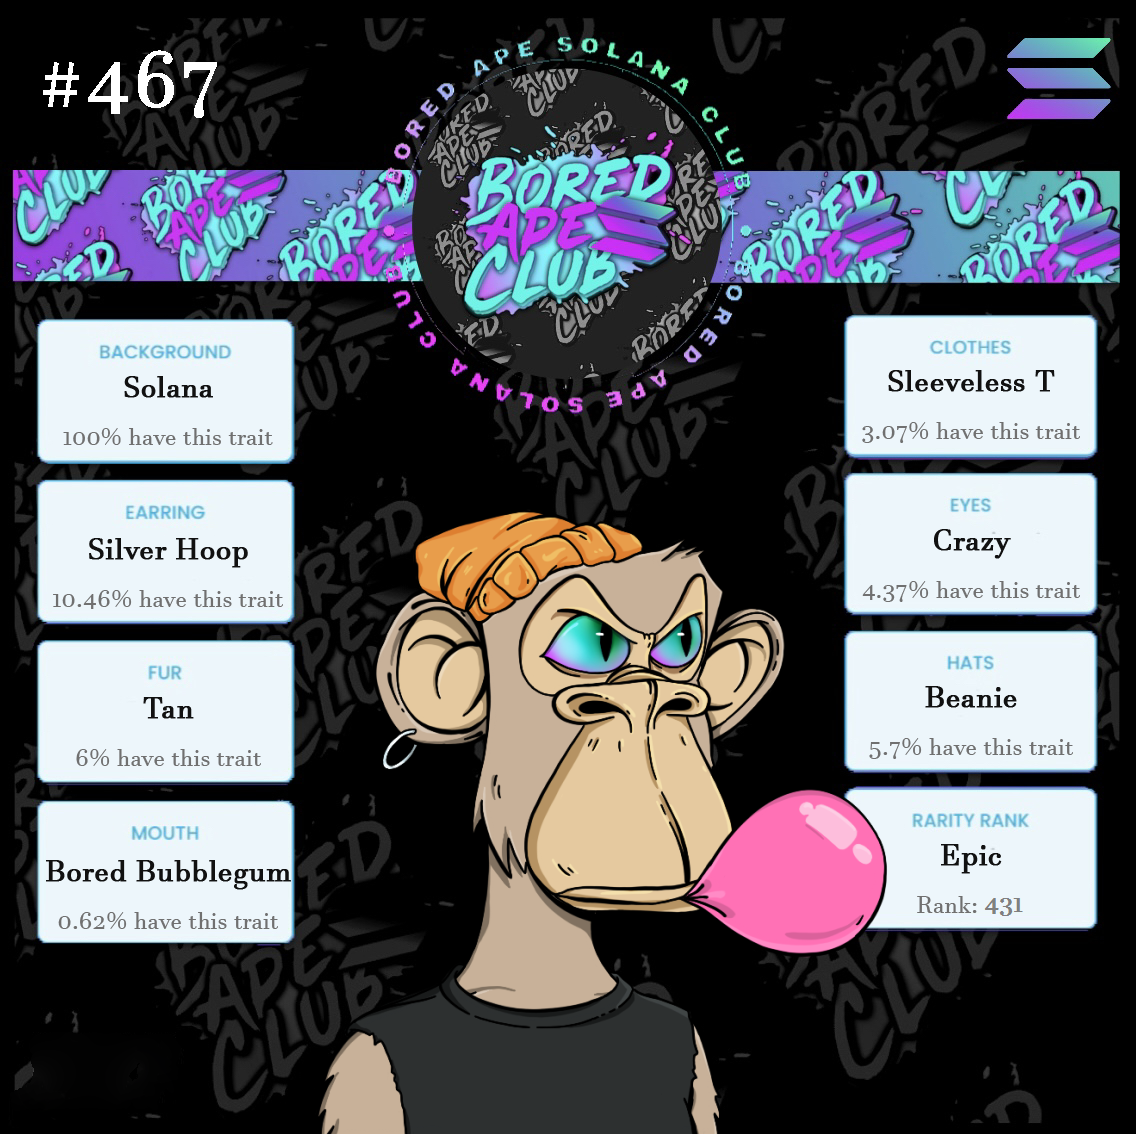 #467
BORED APE SOLANA CLUB
BORED APE SOLANA CLUB
BORED
APE
CLUB
BACKGROUND
Solana
100% have this trait
EARRING
Silver Hoop
10.46% have this trait
FUR
Tan
6% have this trait
MOUTH
Bored Bubblegum
0.62% have this trait
CLOTHES
Sleeveless T
3.07% have this trait
EYES
Crazy
4.37% have this trait
HATS
Beanie
5.7% have this trait
RARITY RANK
Epic
Rank: 431